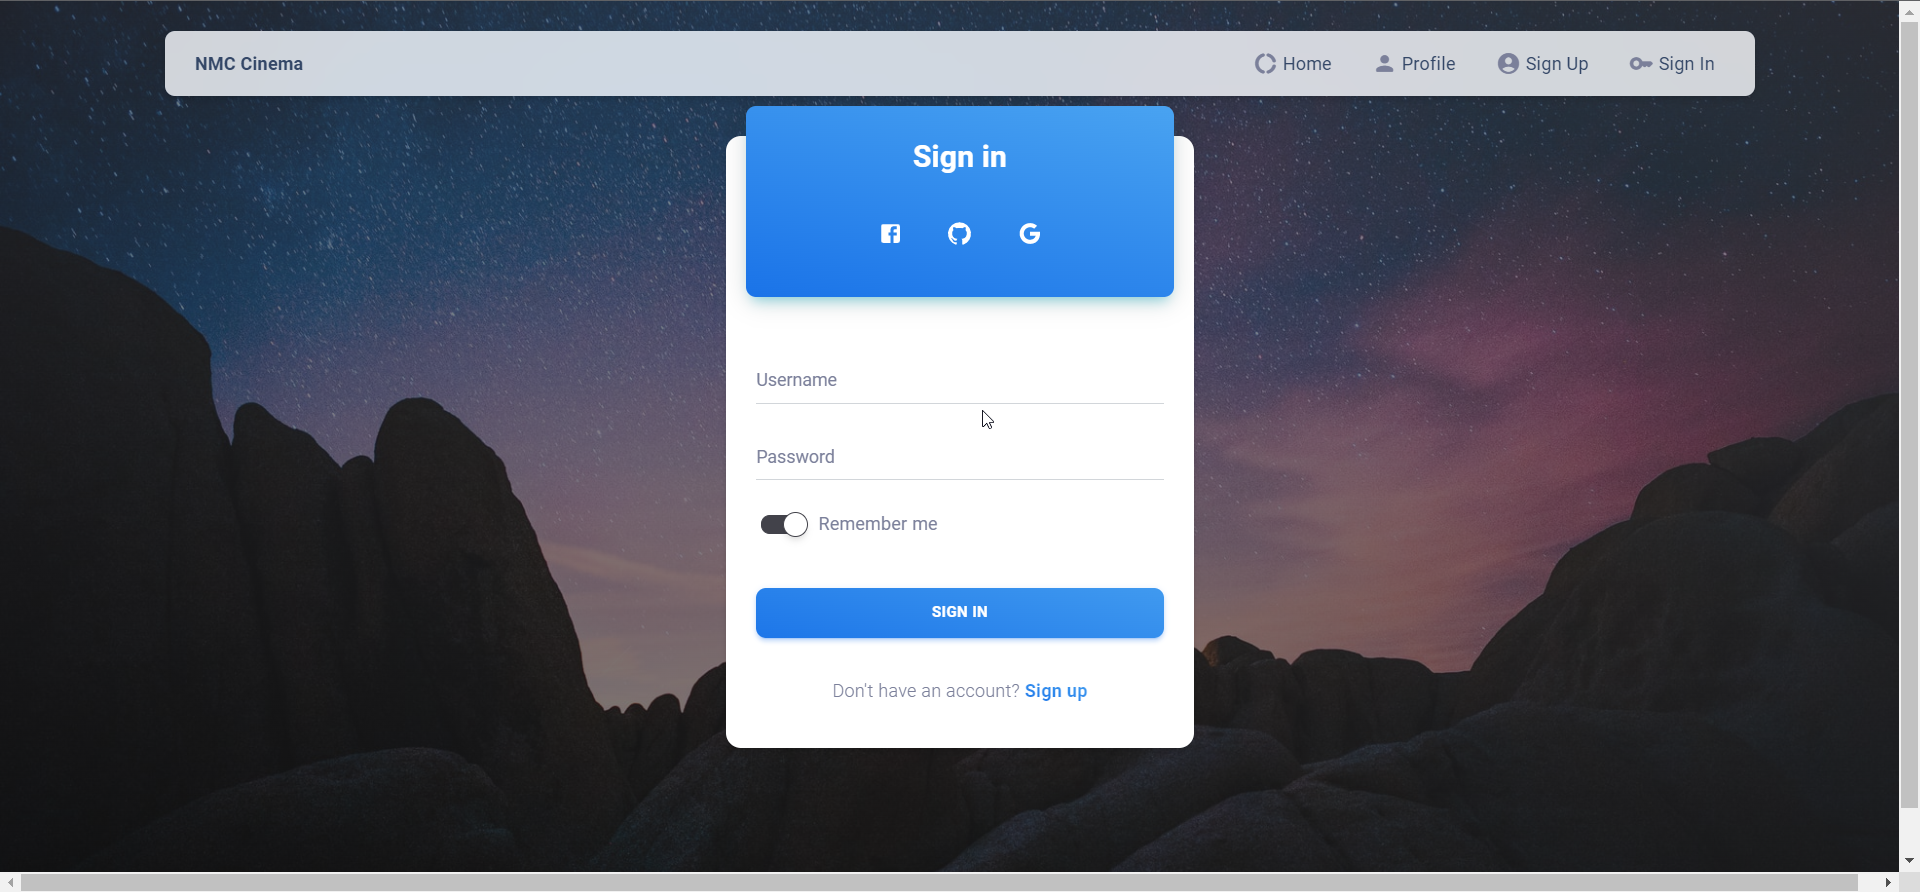 NMC Cinema
Home Profile Sign Up Sign In
Sign in
Username
Password
Remember me
SIGN IN
Don't have an account? Sign up